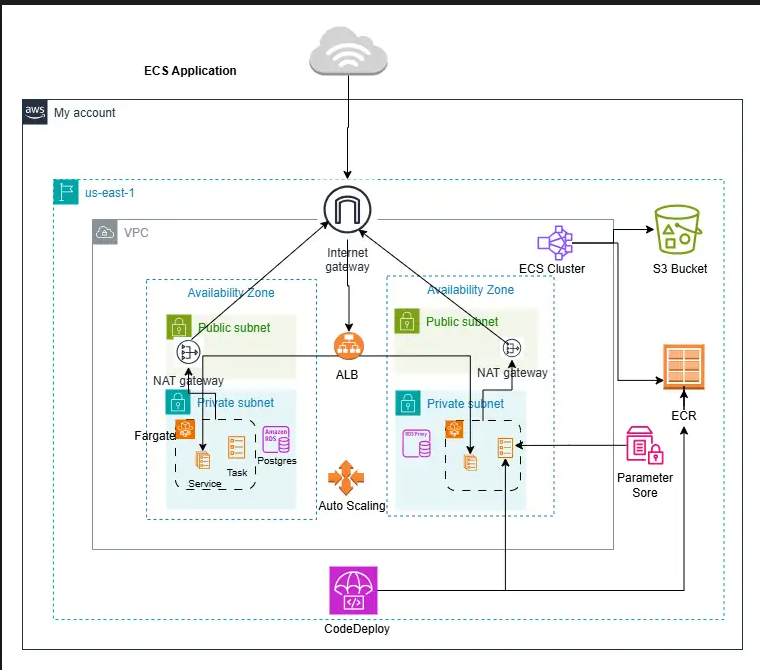 ECS Application
aws
My account
us-east-1
VPC
Internet
gateway
ECS Cluster
S3 Bucket
Availability Zone
Availability Zone
Public subnet
Public subnet
NAT gateway
ALB
NAT gateway
Private subnet
Private subnet
ECR
Fargate
Amazon
RDS
Postgres
RDS Proxy
Service
Task
Auto Scaling
Parameter
Sore
CodeDeploy